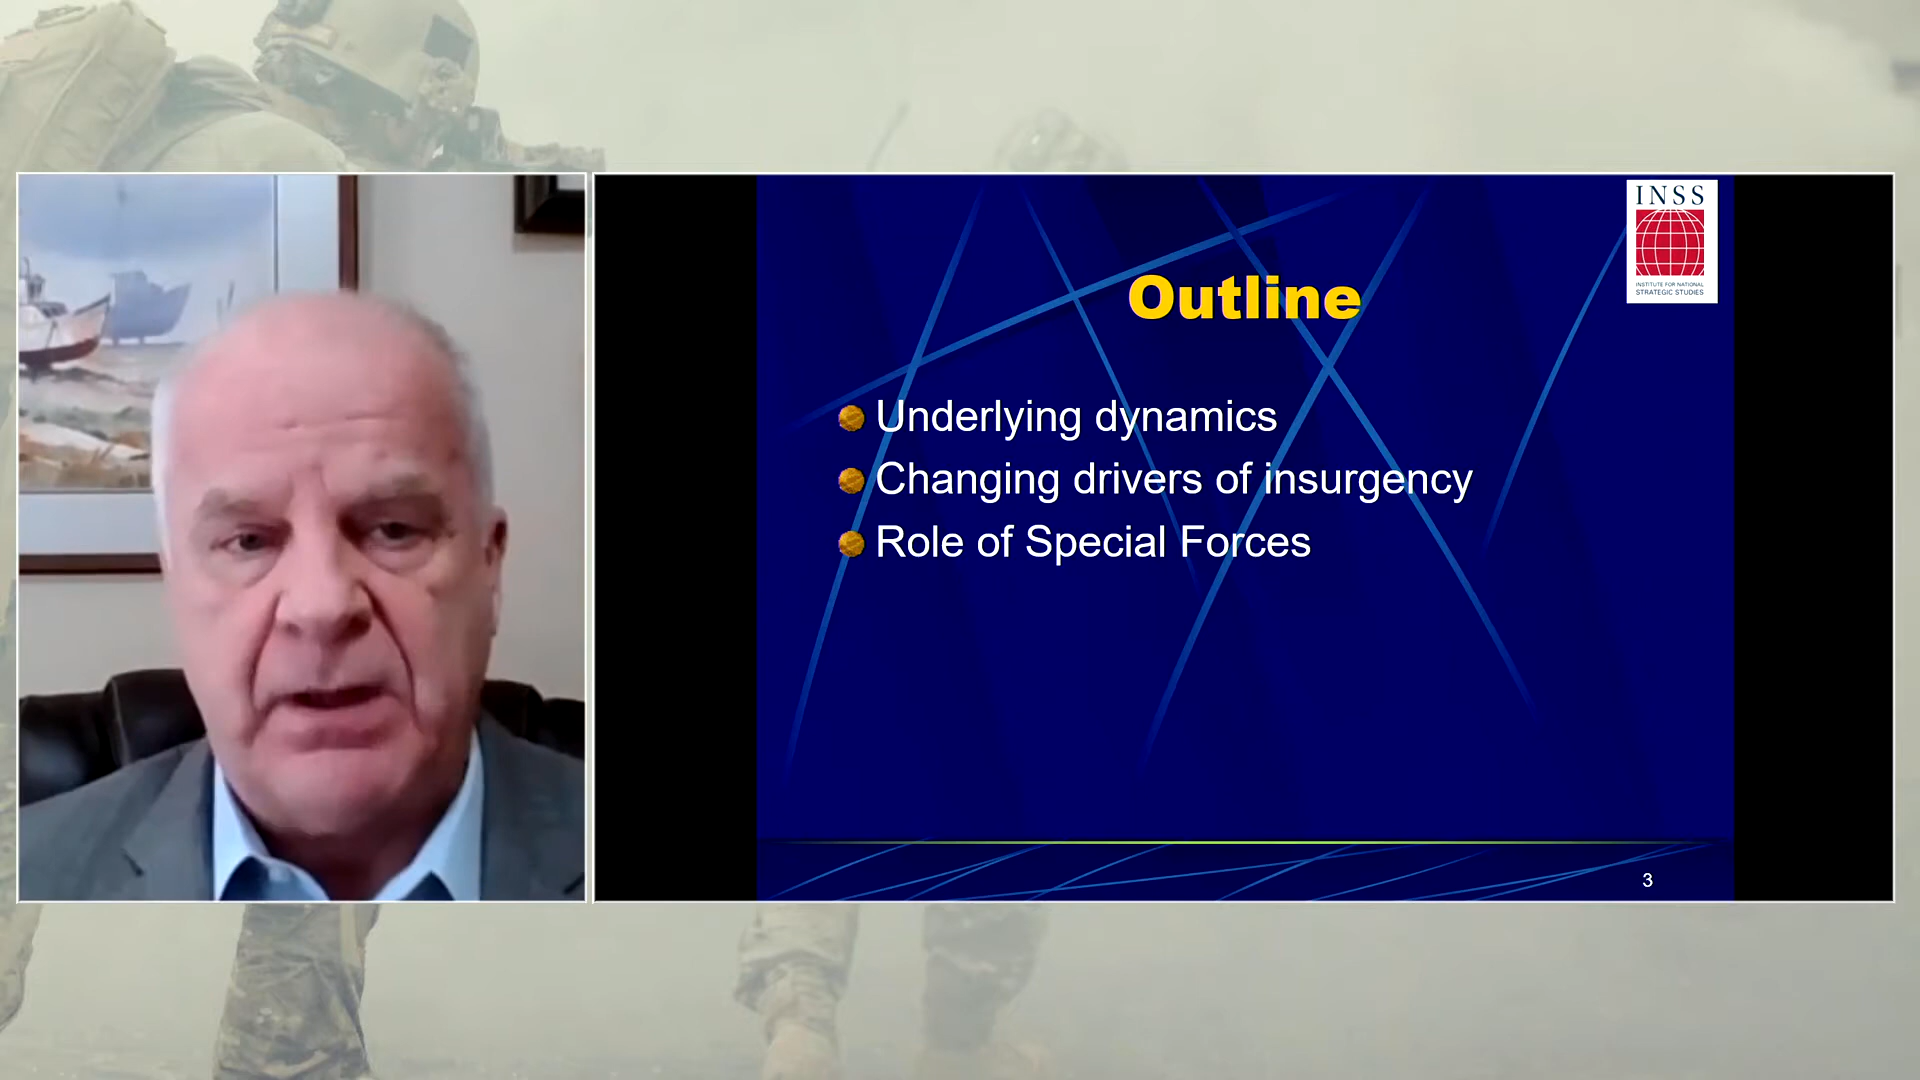 INSS
INSTITUTE FOR NATIONAL
STRATEGIC STUDIES
Outline
Underlying dynamics
Changing drivers of insurgency
Role of Special Forces
3